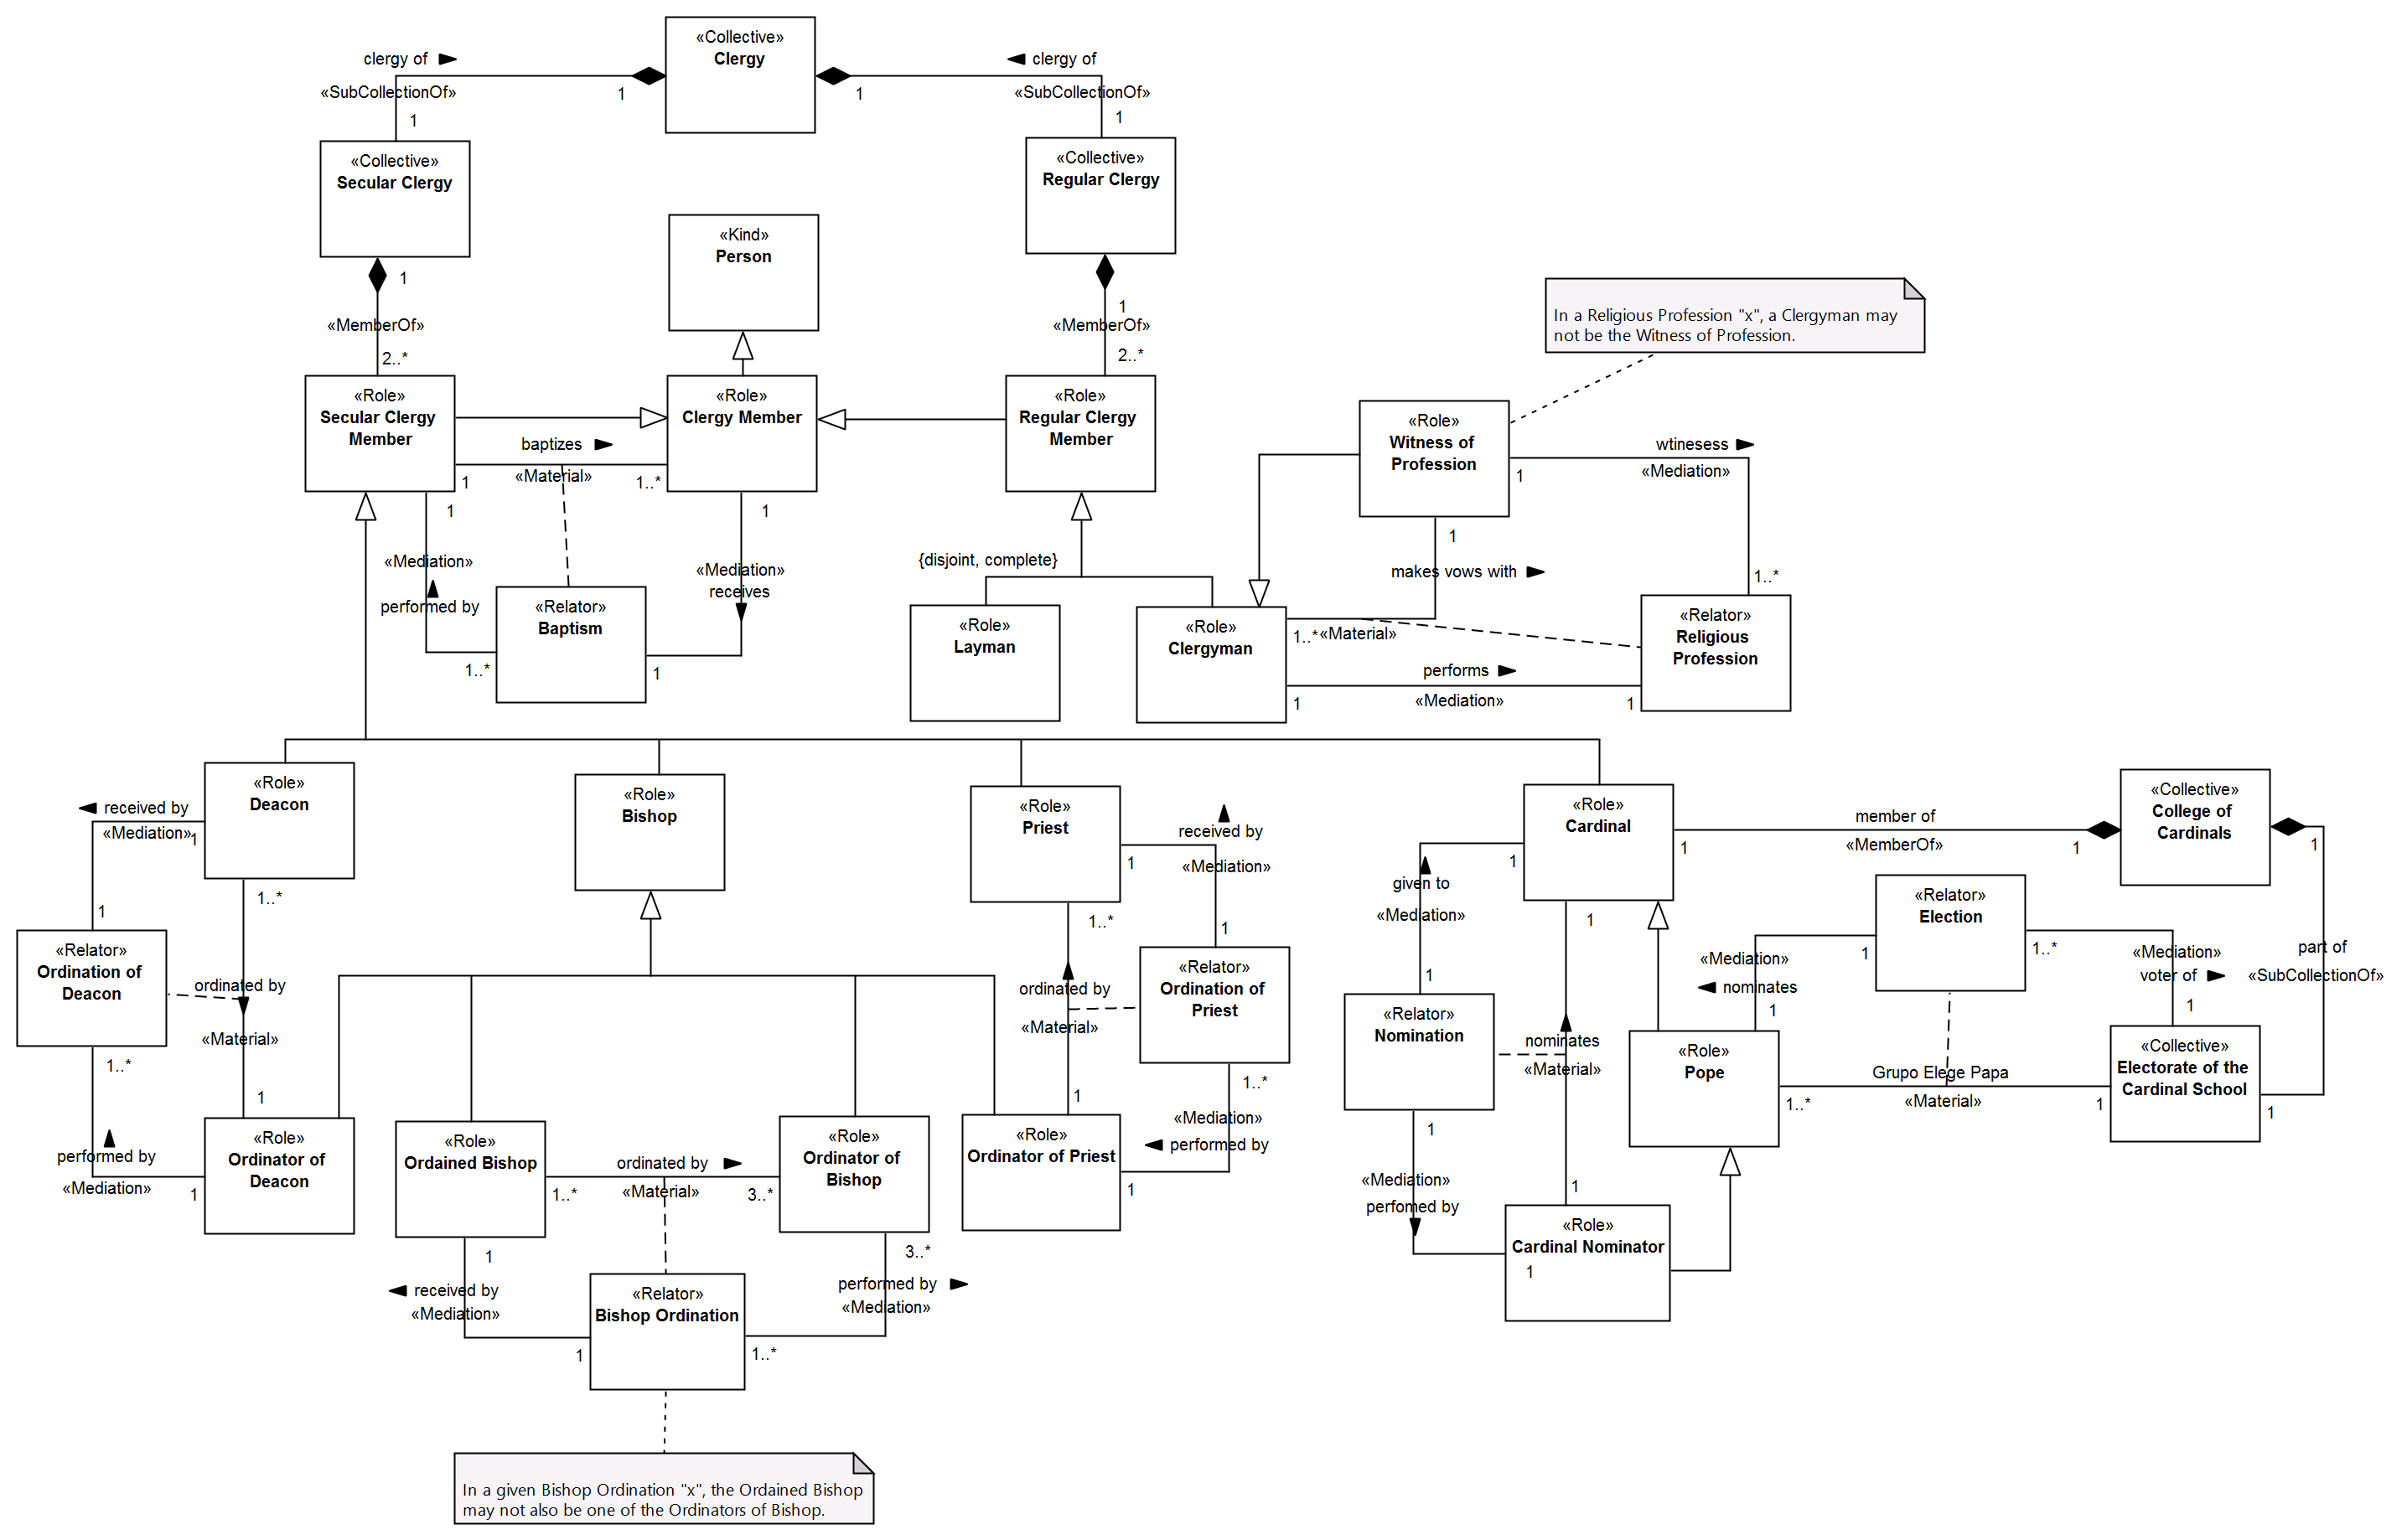 «Collective»
Clergy
clergy of
«SubCollectionOf»
1
1
clergy of
«SubCollectionOf»
1
1
«Collective»
Secular Clergy
«Collective»
Regular Clergy
«Kind»
Person
1
«MemberOf»
2..*
1
«MemberOf»
2..*
In a Religious Profession "x", a Clergyman may
not be the Witness of Profession.
«Role»
Secular Clergy
Member
«Role»
Clergy Member
«Role»
Regular Clergy
Member
baptizes
«Material»
1
1..*
«Role»
Witness of
Profession
wtinesess
«Mediation»
1
1..*
1
«Mediation»
performed by
1..*
1
«Mediation»
receives
1
«Relator»
Baptism
{disjoint, complete}
«Role»
Layman
«Role»
Clergyman
1
makes vows with
1..*
«Material»
«Relator»
Religious
Profession
performs
«Mediation»
1
1
«Role»
Deacon
received by
«Mediation»
1
1
«Role»
Bishop
«Role»
Priest
received by
1
«Mediation»
1
«Role»
Cardinal
member of
«MemberOf»
1
1
«Collective»
College of
Cardinals
1
1..*
ordinated by
«Material»
1
«Relator»
Ordination of
Deacon
1..*
performed by
«Mediation»
1
«Role»
Ordinator of
Deacon
1..*
ordinated by
«Material»
1
«Relator»
Ordination of
Priest
1..*
«Mediation»
performed by
1
«Role»
Ordinator of Priest
«Role»
Ordained Bishop
ordinated by
«Material»
1..*
3..*
«Role»
Ordinator of
Bishop
1
received by
«Mediation»
1
«Relator»
Bishop Ordination
3..*
performed by
«Mediation»
1..*
In a given Bishop Ordination "x", the Ordained Bishop
may not also be one of the Ordinators of Bishop.
1
given to
«Mediation»
1
«Relator»
Nomination
1
nominates
«Material»
1
1
«Mediation»
perfomed by
«Role»
Cardinal Nominator
1
«Relator»
Election
«Mediation»
nominates
1
1
1..*
«Mediation»
voter of
1
part of
«SubCollectionOf»
1
«Role»
Pope
Grupo Elege Papa
«Material»
1..*
1
«Collective»
Electorate of the
Cardinal School